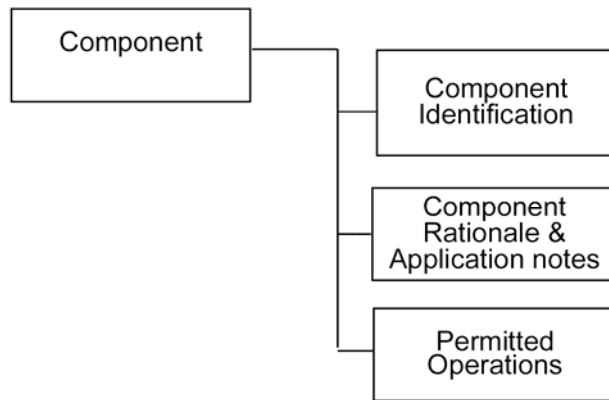 Component
Component
Identification
Component
Rationale &
Application notes
Permitted
Operations